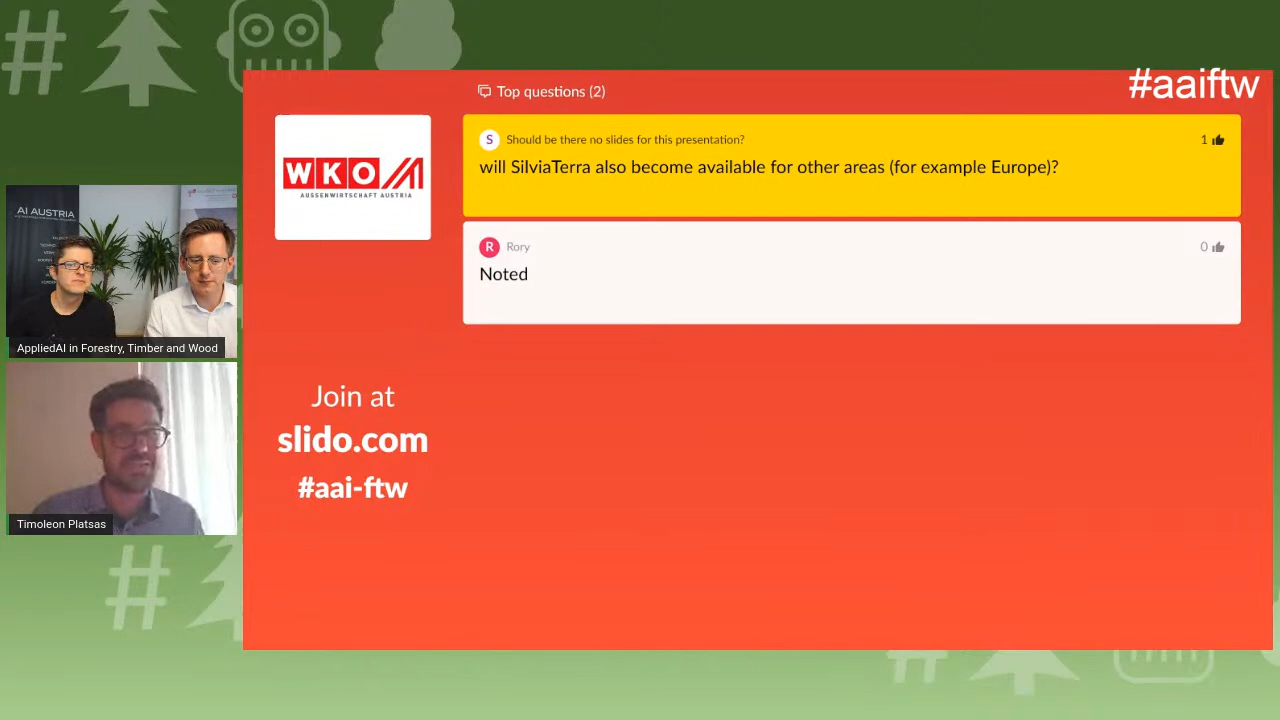 #aaiftw
Top questions (2)
WKO
AUSSENWIRTSCHAFT AUSTRIA
S
Should be there no slides for this presentation?
1
will SilviaTerra also become available for other areas (for example Europe)?
R
Rory
0
Noted
AI AUSTRIA
AppliedAI in Forestry, Timber and Wood
Join at
slido.com
#aai-ftw
Timoleon Platsas